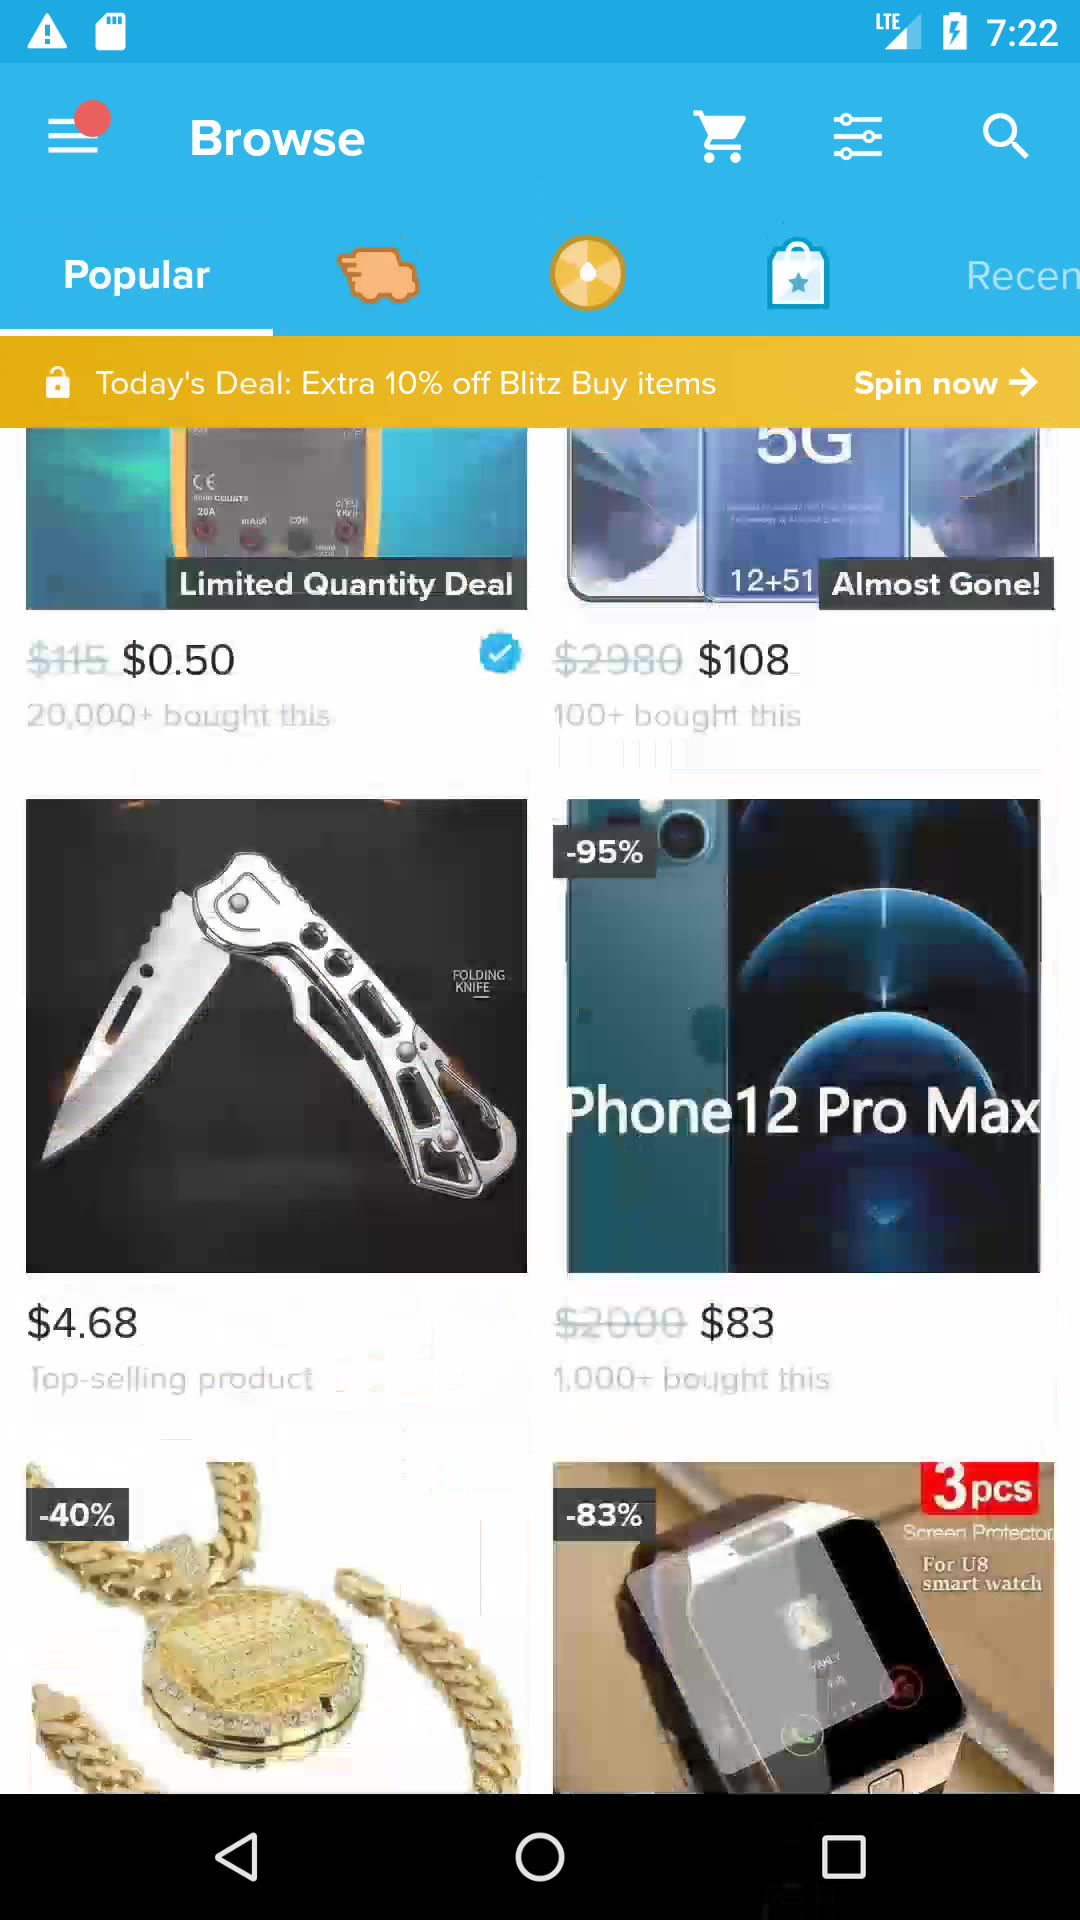 LTE 7:22
Browse
Popular
Recen
Today's Deal: Extra 10% off Blitz Buy items
Spin now →
CE
20A
5G
12+51
Limited Quantity Deal
Almost Gone!
$115 $0.50
$2980 $108
20,000+ bought this
100+ bought this
FOLDING
KNIFE
-95%
Phone12 Pro Max
$4.68
$2000 $83
Top-selling product
1,000+ bought this
-40%
-83%
3pcs
Screen Protector
For U8
smart watch